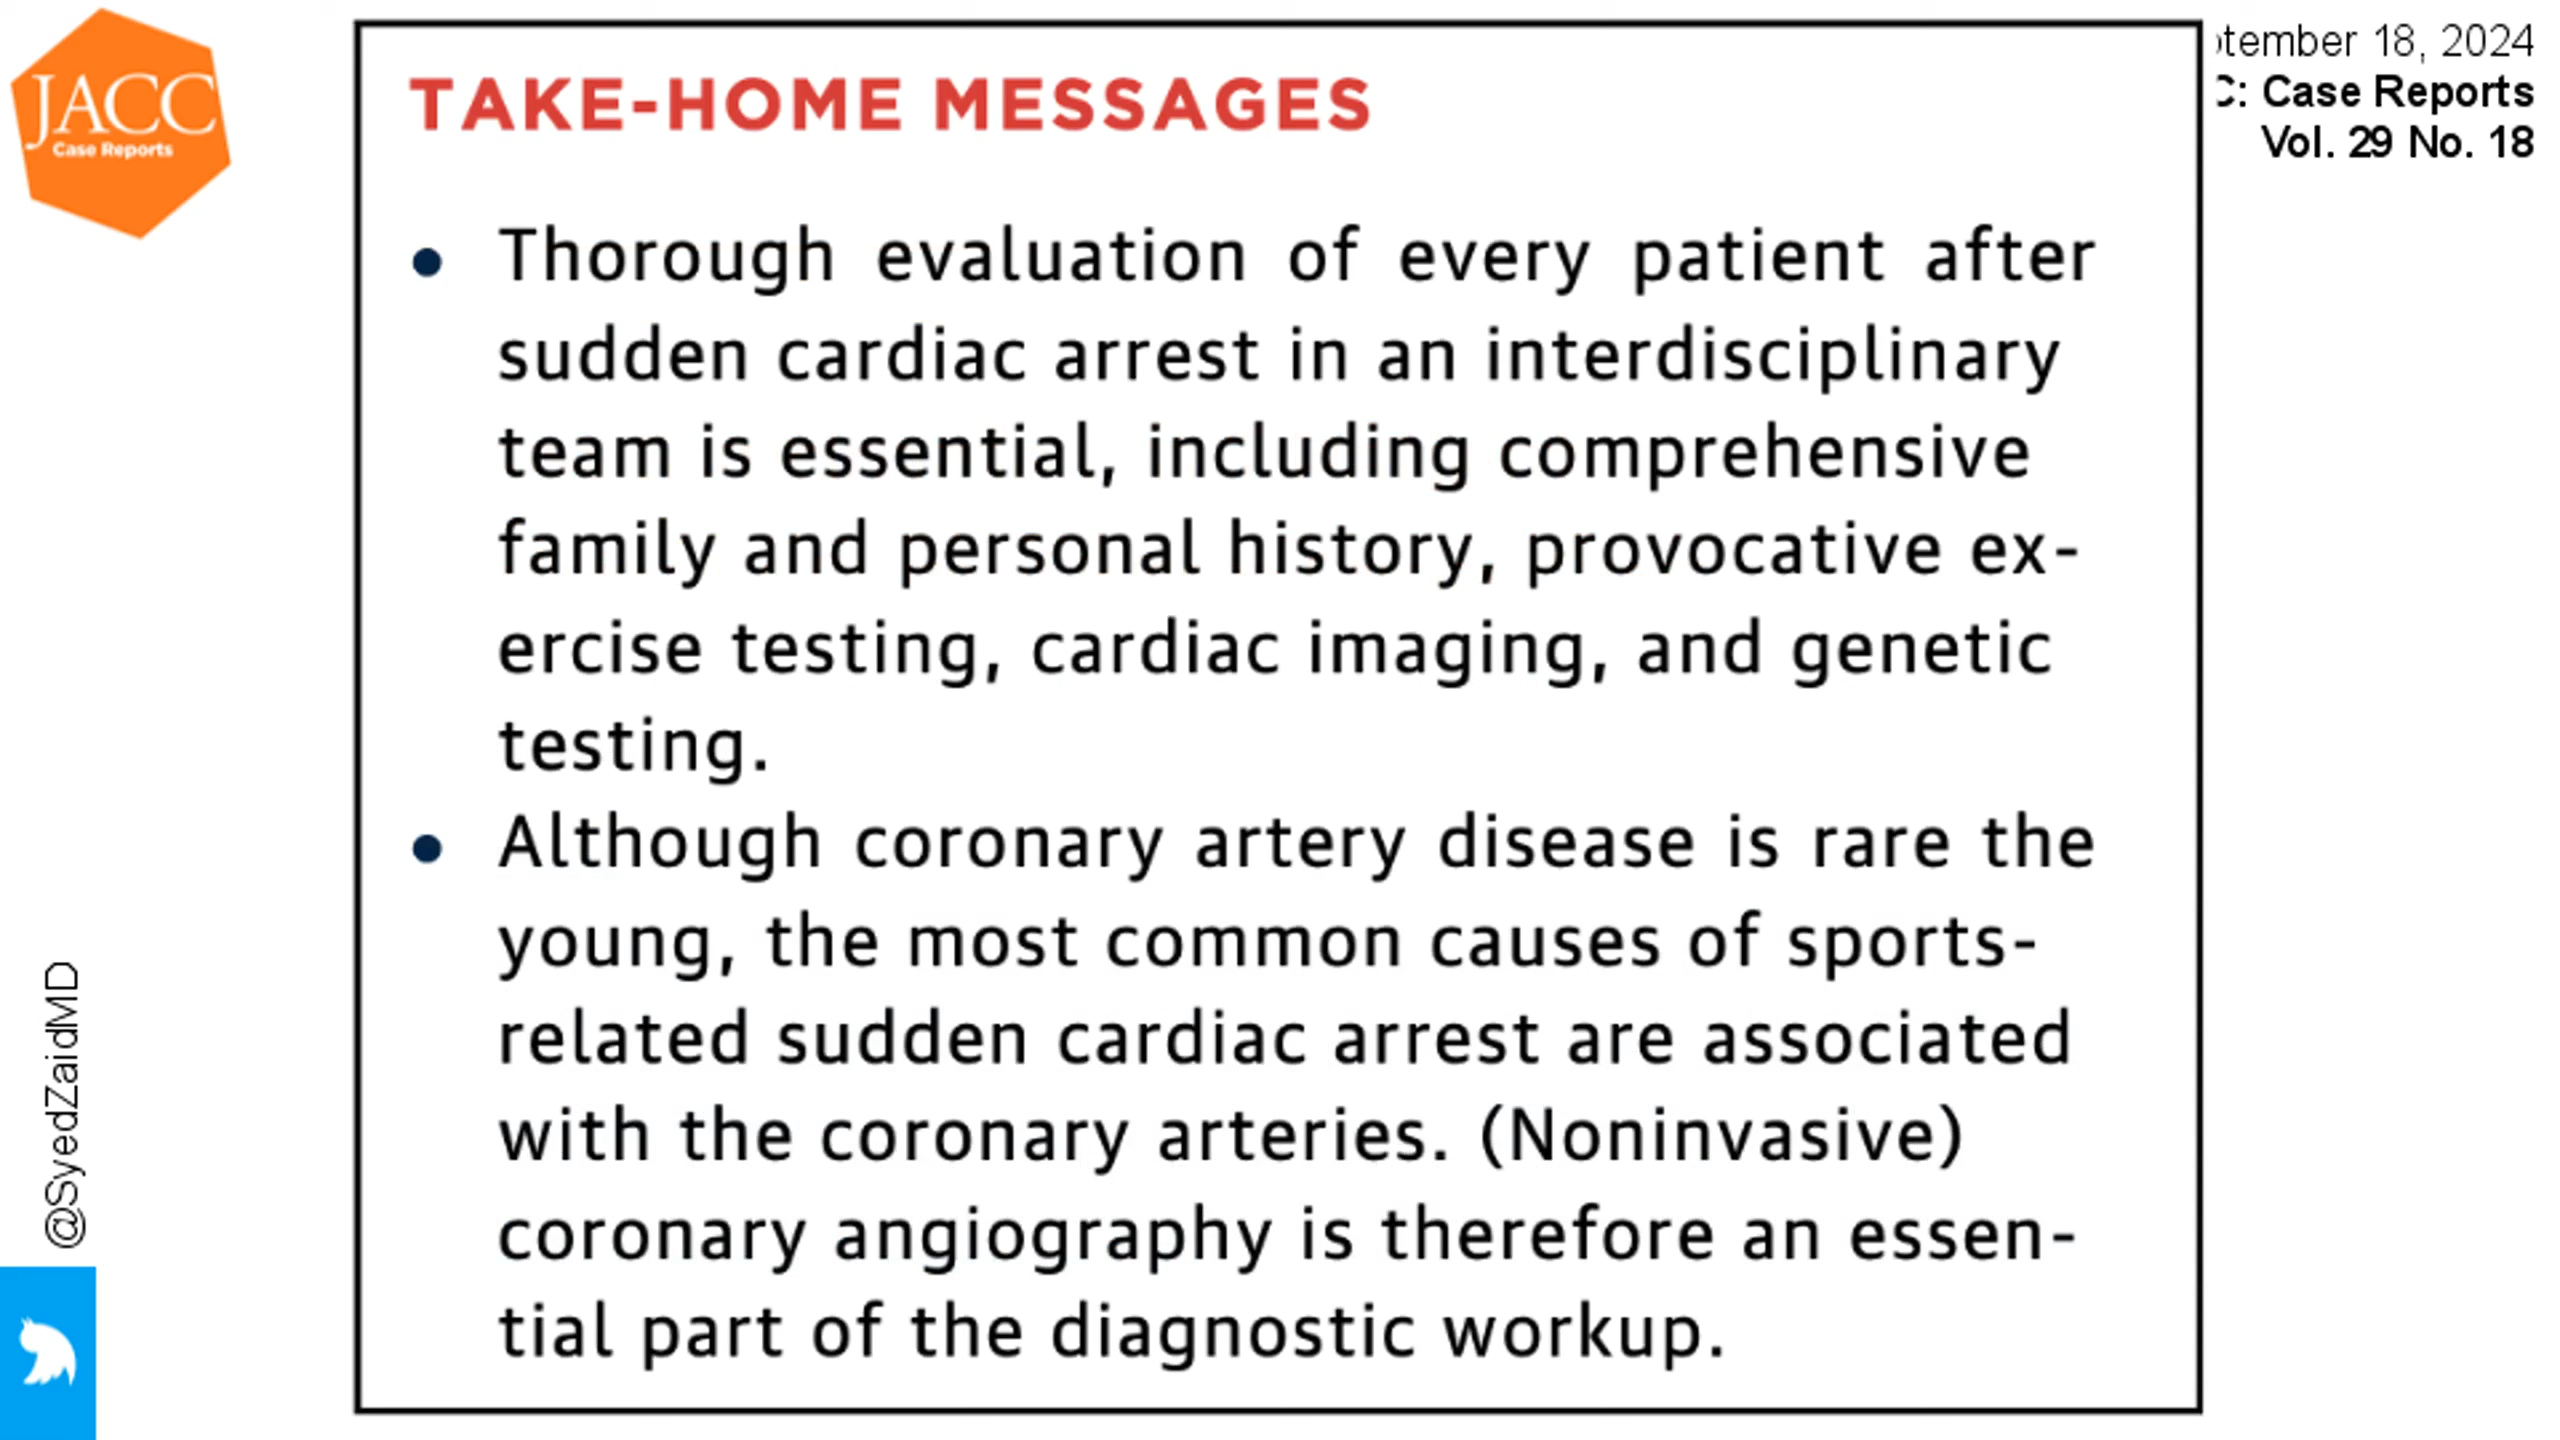 JACC
Case Reports
TAKE-HOME MESSAGES
18, 2024
Case Reports
Vol. 29 No. 18
• Thorough evaluation of every patient after
sudden cardiac arrest in an interdisciplinary
team is essential, including comprehensive
family and personal history, provocative ex-
ercise testing, cardiac imaging, and genetic
testing.
• Although coronary artery disease is rare the
young, the most common causes of sports-
related sudden cardiac arrest are associated
with the coronary arteries. (Noninvasive)
coronary angiography is therefore an essen-
tial part of the diagnostic workup.
@SyedZaidMD